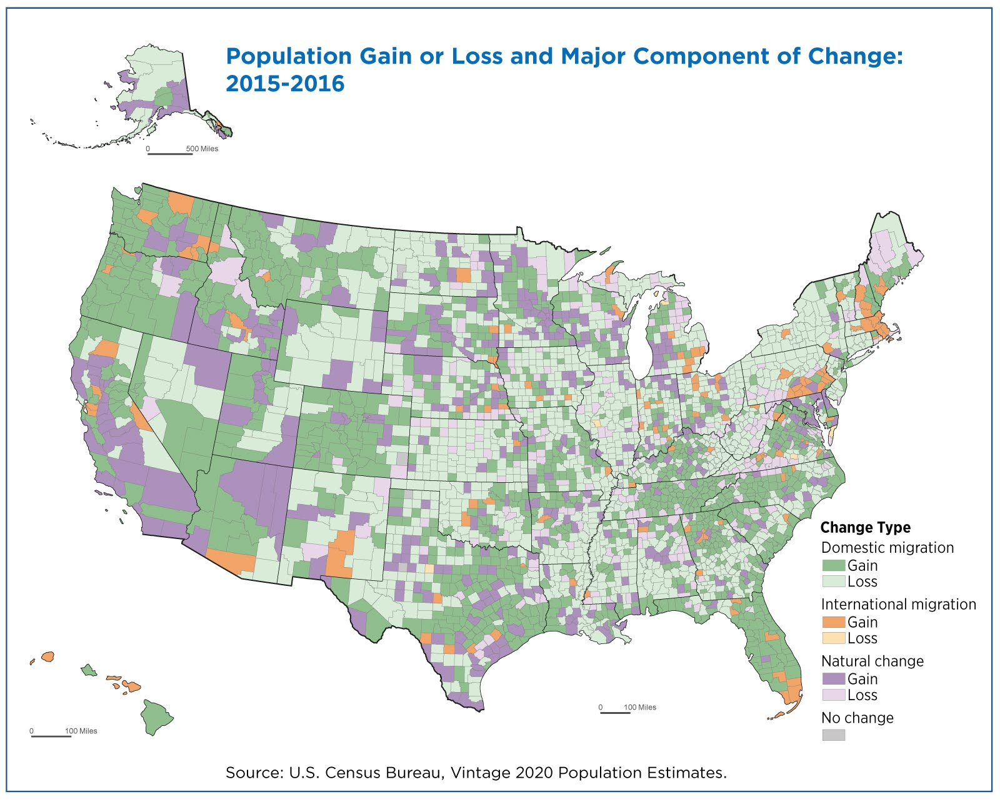 Population Gain or Loss and Major Component of Change:
2015-2016
0 500 Miles
Change Type
Domestic migration
Gain
Loss
International migration
Gain
Loss
Natural change
Gain
Loss
No change
0 100 Miles
0 100 Miles
Source: U.S. Census Bureau, Vintage 2020 Population Estimates.